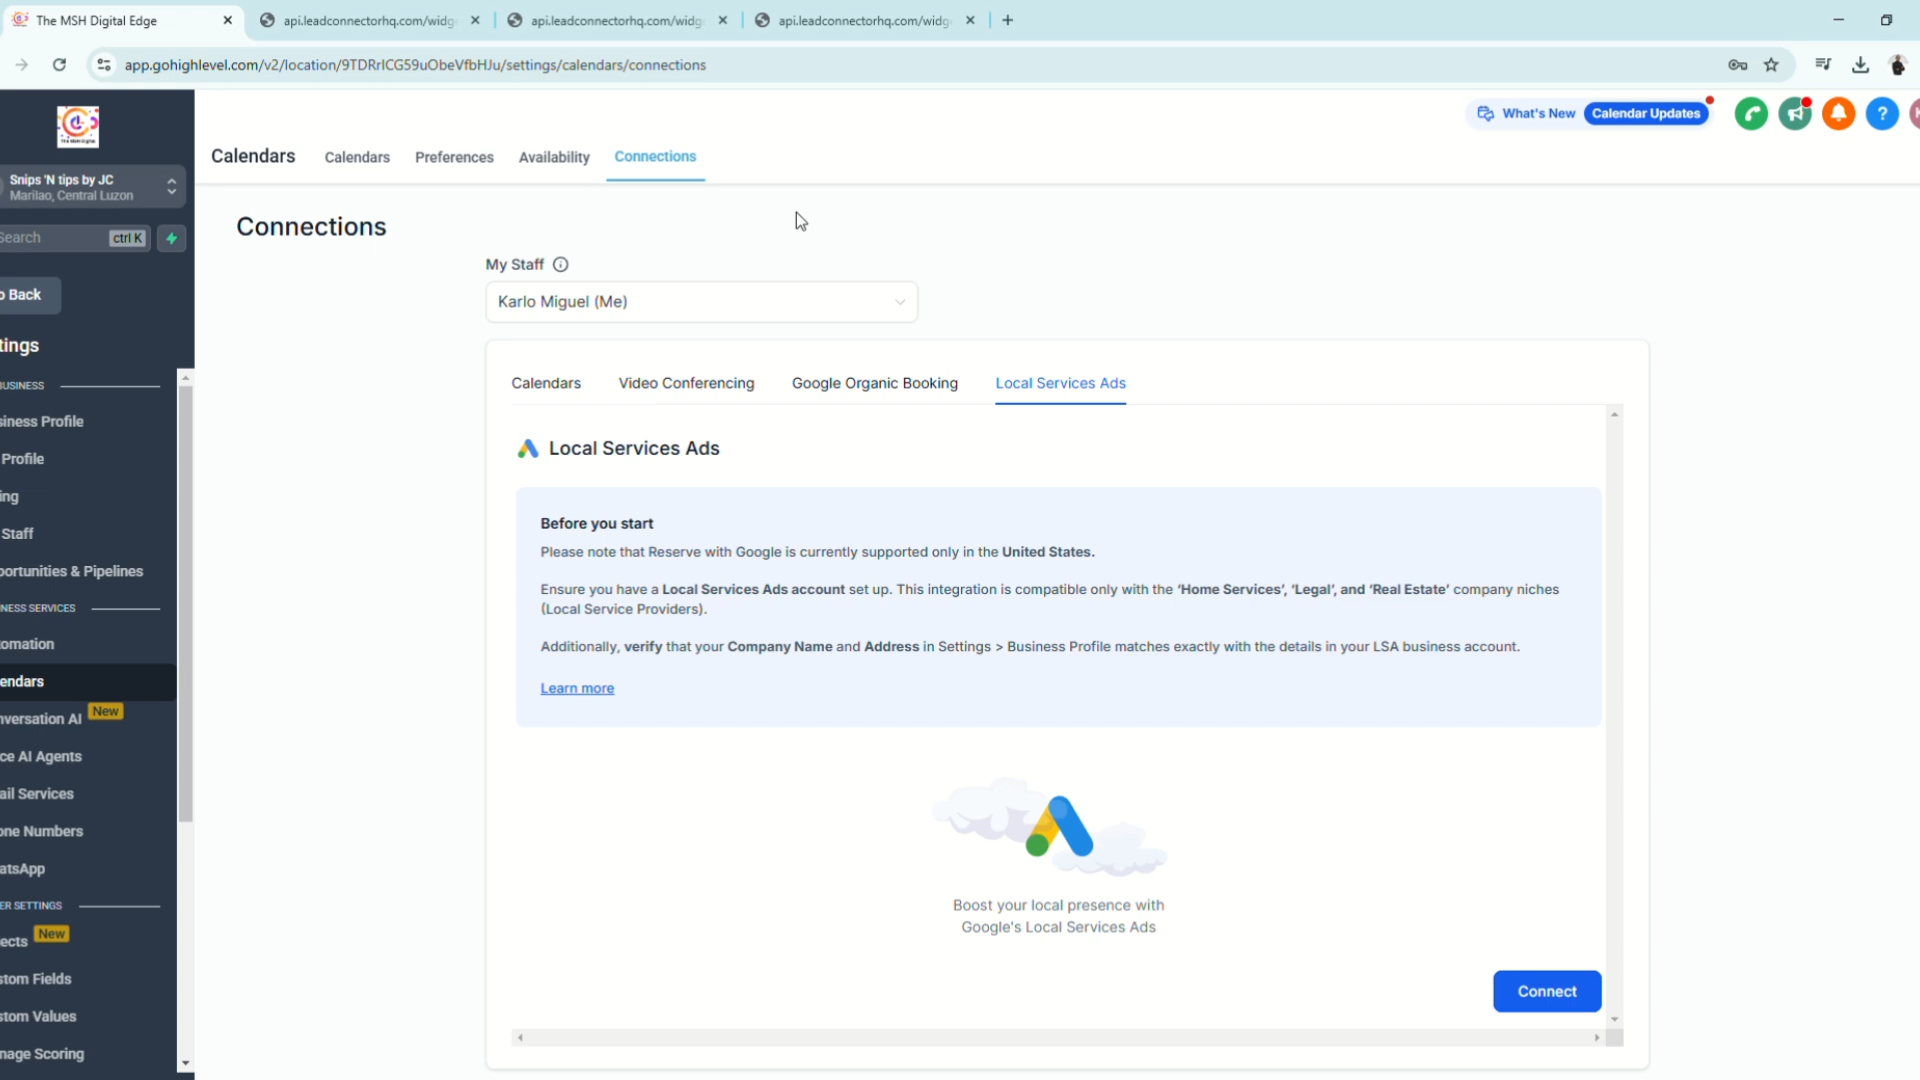 The MSH Digital Edge
api.leadconnectorhq.com/widg
api.leadconnectorhq.com/widg
api.leadconnectorhq.com/widg
app.gohighlevel.com/v2/location/9TDRrlCG59uObeVfbHJu/settings/calendars/connections
What's New
Calendar Updates
Calendars
Calendars
Preferences
Availability
Connections
Snips 'N tips by JC
Marilao, Central Luzon
Search
ctrl K
o Back
tings
BUSINESS
siness Profile
Profile
ing
Staff
portunities & Pipelines
NESS SERVICES
tomation
endars
nversation AI
New
ce AI Agents
ail Services
one Numbers
atsApp
ER SETTINGS
ects
New
stom Fields
stom Values
nage Scoring
Connections
My Staff
Karlo Miguel (Me)
Calendars
Video Conferencing
Google Organic Booking
Local Services Ads
Local Services Ads
Before you start
Please note that Reserve with Google is currently supported only in the United States.
Ensure you have a Local Services Ads account set up. This integration is compatible only with the 'Home Services', 'Legal', and 'Real Estate' company niches
(Local Service Providers).
Additionally, verify that your Company Name and Address in Settings > Business Profile matches exactly with the details in your LSA business account.
Learn more
Boost your local presence with
Google's Local Services Ads
Connect